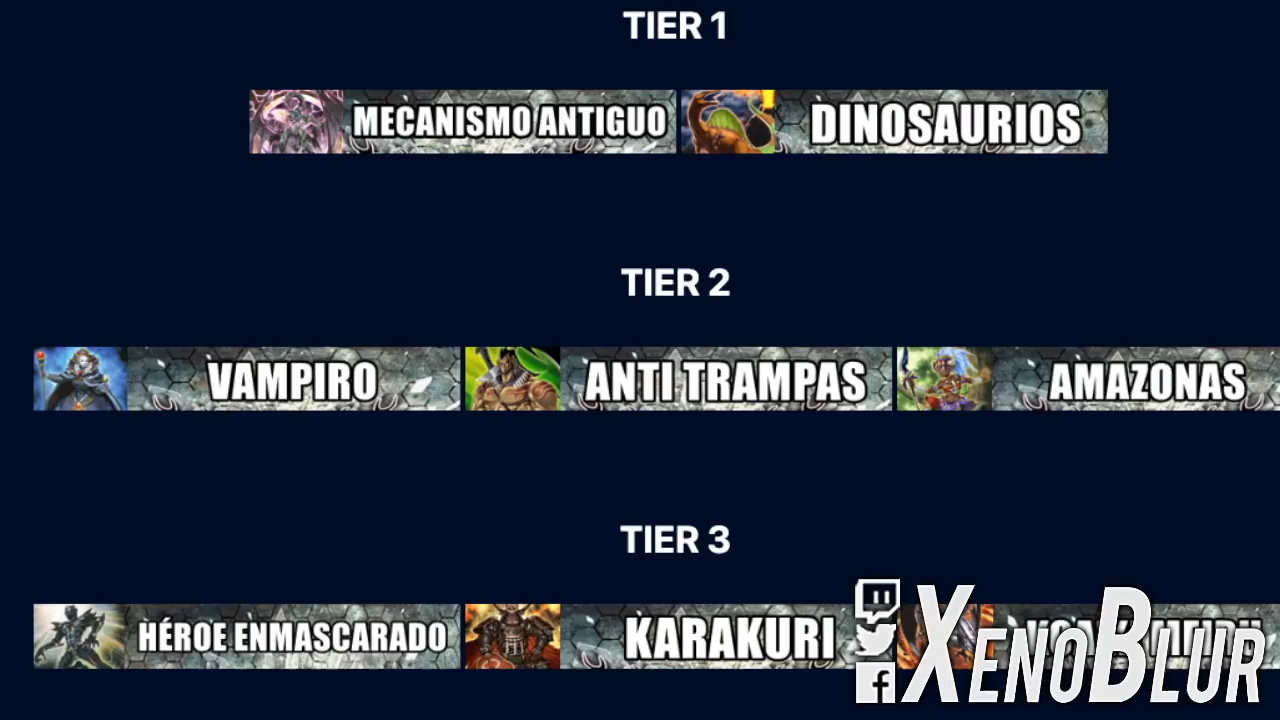 TIER 1
MECANISMO ANTIGUO
DINOSAURIOS
TIER 2
VAMPIRO
ANTI TRAMPAS
AMAZONAS
TIER 3
HÉROE ENMASCARADO
KARAKURI
XENOBLUR